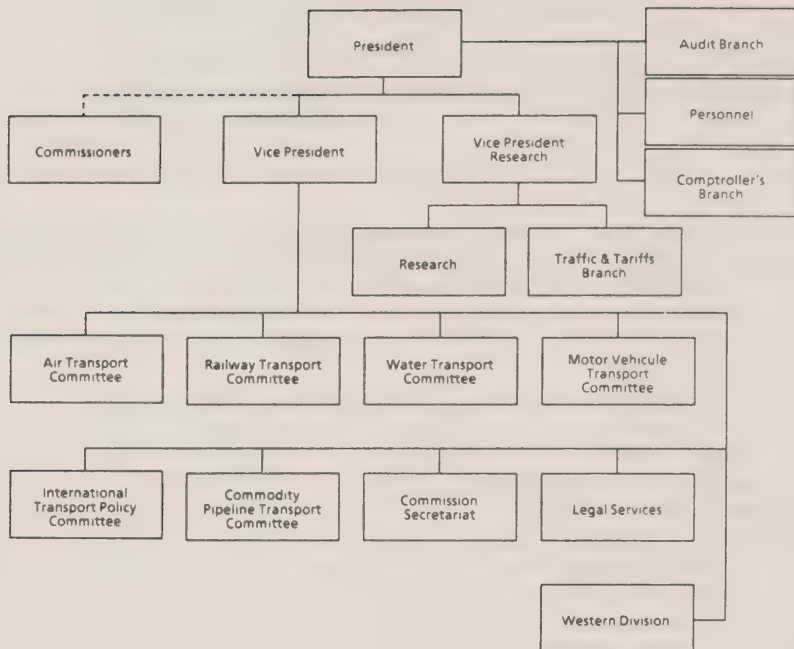 President
Audit Branch
Personnel
Comptroller's
Branch
Commissioners
Vice President
Vice President
Research
Research
Traffic & Tariffs
Branch
Air Transport
Committee
Railway Transport
Committee
Water Transport
Committee
Motor Vehicule
Transport
Committee
International
Transport Policy
Committee
Commodity
Pipeline Transport
Committee
Commission
Secretariat
Legal Services
Western Division